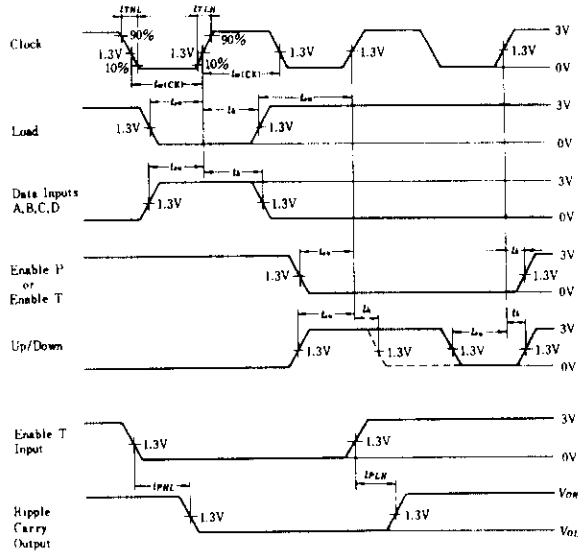 tTHL tTLH
Clock 90% 90% 1.3V 1.3V 1.3V 1.3V 1.3V 3V
10% 10% 0V
tw(CK) tw(CK)
tsu th tsu
Load 1.3V 1.3V 3V
0V
tsu th
Data Inputs
A,B,C,D 1.3V 1.3V 3V
0V
tsu th
Enable P
or
Enable T 1.3V 1.3V 3V
0V
tsu th tsu th
Up/Down 1.3V 1.3V 1.3V 1.3V 3V
0V
Enable T
Input 1.3V 1.3V 3V
0V
tPHL tPLH
Ripple
Carry
Output 1.3V 1.3V VOH
VOL